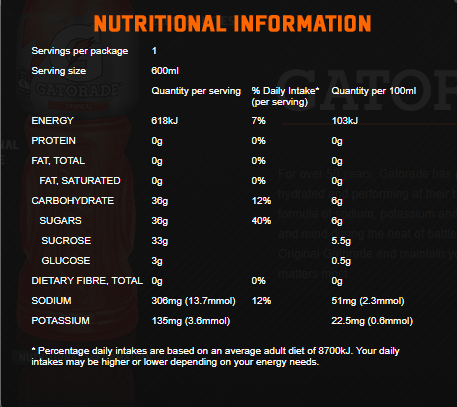 NUTRITIONAL INFORMATION
Servings per package 1
Serving size 600ml
Quantity per serving % Daily Intake* (per serving) Quantity per 100ml
ENERGY 618kJ 7% 103kJ
PROTEIN 0g 0% 0g
FAT, TOTAL 0g 0% 0g
FAT, SATURATED 0g 0% 0g
CARBOHYDRATE 36g 12% 6g
SUGARS 36g 40% 6g
SUCROSE 33g 5.5g
GLUCOSE 3g 0.5g
DIETARY FIBRE, TOTAL 0g 0% 0g
SODIUM 306mg (13.7mmol) 12% 51mg (2.3mmol)
POTASSIUM 135mg (3.6mmol) 22.5mg (0.6mmol)
* Percentage daily intakes are based on an average adult diet of 8700kJ. Your daily
intakes may be higher or lower depending on your energy needs.
GATORADE
GATORADE